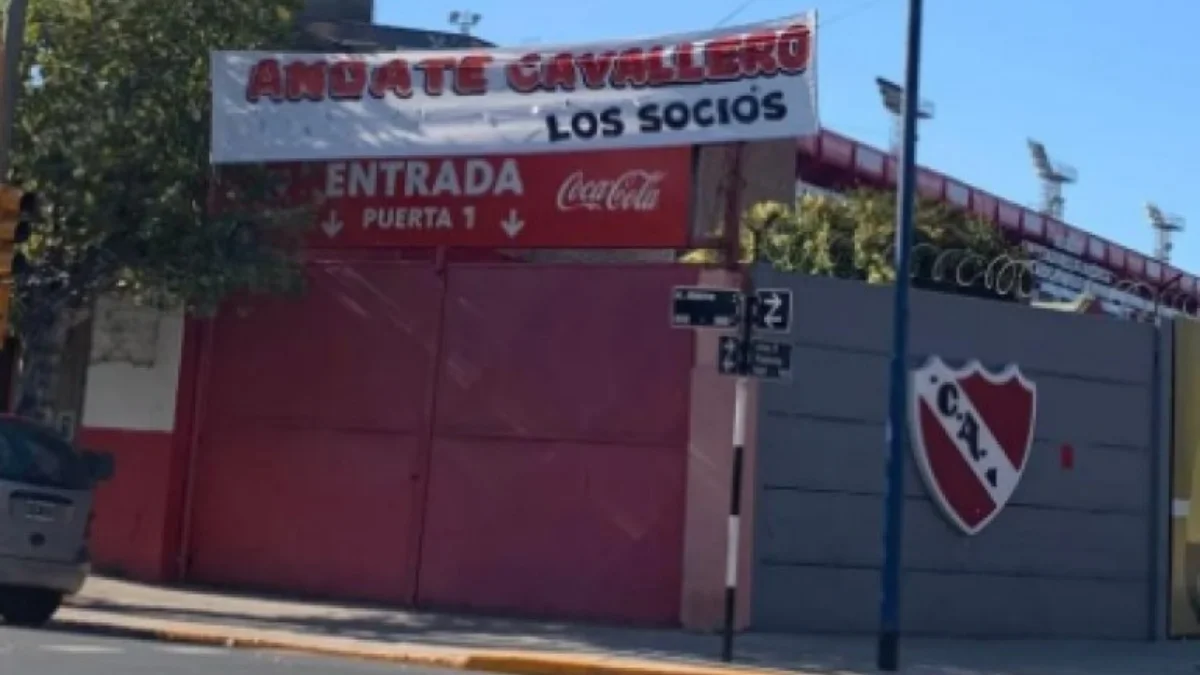 ANDATE CAVALLERO
LOS SOCIOS
ENTRADA
PUERTA 1
Coca-Cola
C.A.